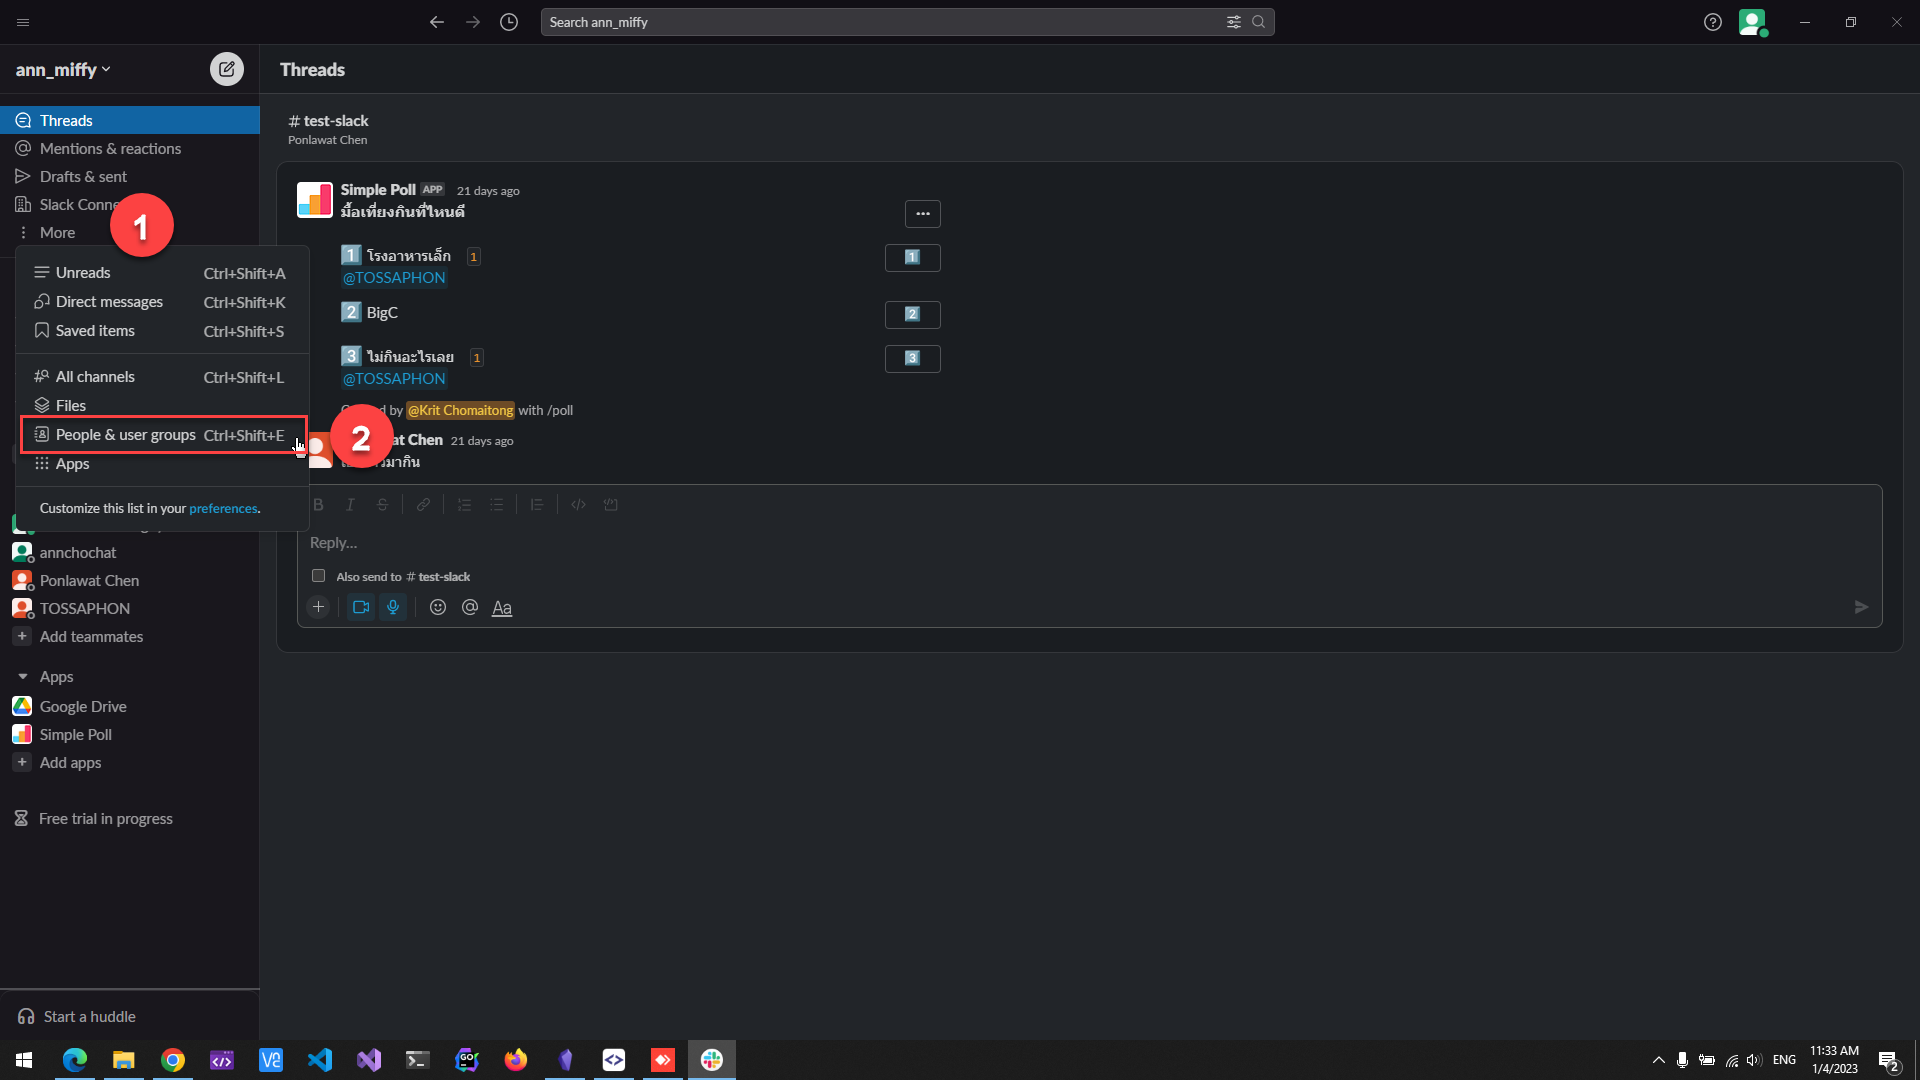 Search ann_miffy
ann_miffy
Threads
Threads
Mentions & reactions
Drafts & sent
Slack Conne
More
1
Unreads Ctrl+Shift+A
Direct messages Ctrl+Shift+K
Saved items Ctrl+Shift+S
All channels Ctrl+Shift+L
Files
People & user groups Ctrl+Shift+E
2
Apps
Customize this list in your preferences.
annchochat
Ponlawat Chen
TOSSAPHON
+ Add teammates
Apps
Google Drive
Simple Poll
+ Add apps
Free trial in progress
Start a huddle
# test-slack
Ponlawat Chen
Simple Poll APP 21 days ago
มื้อเที่ยงกินที่ไหนดี
1 โรงอาหารเล็ก 1
1
@TOSSAPHON
2 BigC
2
3 ไม่กินอะไรเลย 1
3
@TOSSAPHON
d by @Krit Chomaitong with /poll
at Chen 21 days ago
วมากิน
B I S
Reply...
Also send to # test-slack
+ @ Aa
VS
GO
ENG
11:33 AM
1/4/2023
2